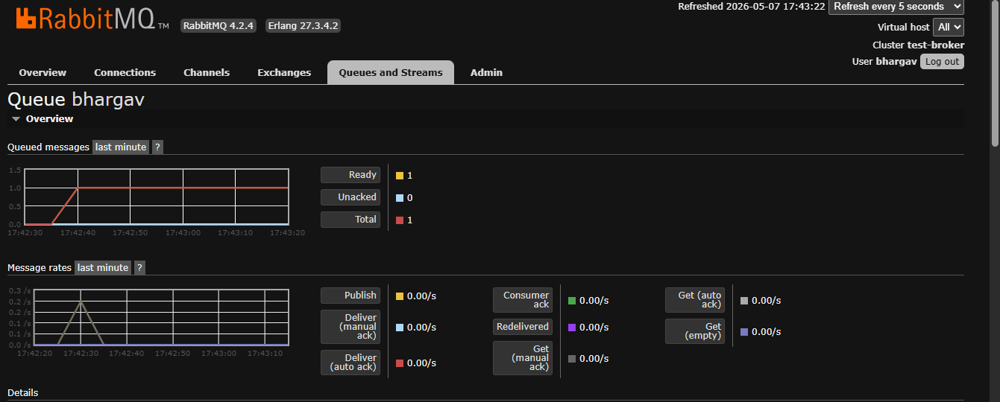 RabbitMQ TM RabbitMQ 4.2.4 Erlang 27.3.4.2
Refreshed 2026-05-07 17:43:22 Refresh every 5 seconds
Virtual host All
Cluster test-broker
User bhargav Log out
Overview Connections Channels Exchanges Queues and Streams Admin
Queue bhargav
Overview
Queued messages last minute ?
1.5
1.0
0.5
0.0
17:42:30 17:42:40 17:42:50 17:43:00 17:43:10 17:43:20
Ready 1
Unacked 0
Total 1
Message rates last minute ?
0.3 /s
0.2 /s
0.2 /s
0.1 /s
0.1 /s
0.0 /s
17:42:20 17:42:30 17:42:40 17:42:50 17:43:00 17:43:10
Publish 0.00/s
Deliver
(manual
ack) 0.00/s
Deliver
(auto ack) 0.00/s
Consumer
ack 0.00/s
Redelivered 0.00/s
Get
(manual
ack) 0.00/s
Get (auto
ack) 0.00/s
Get
(empty) 0.00/s
Details